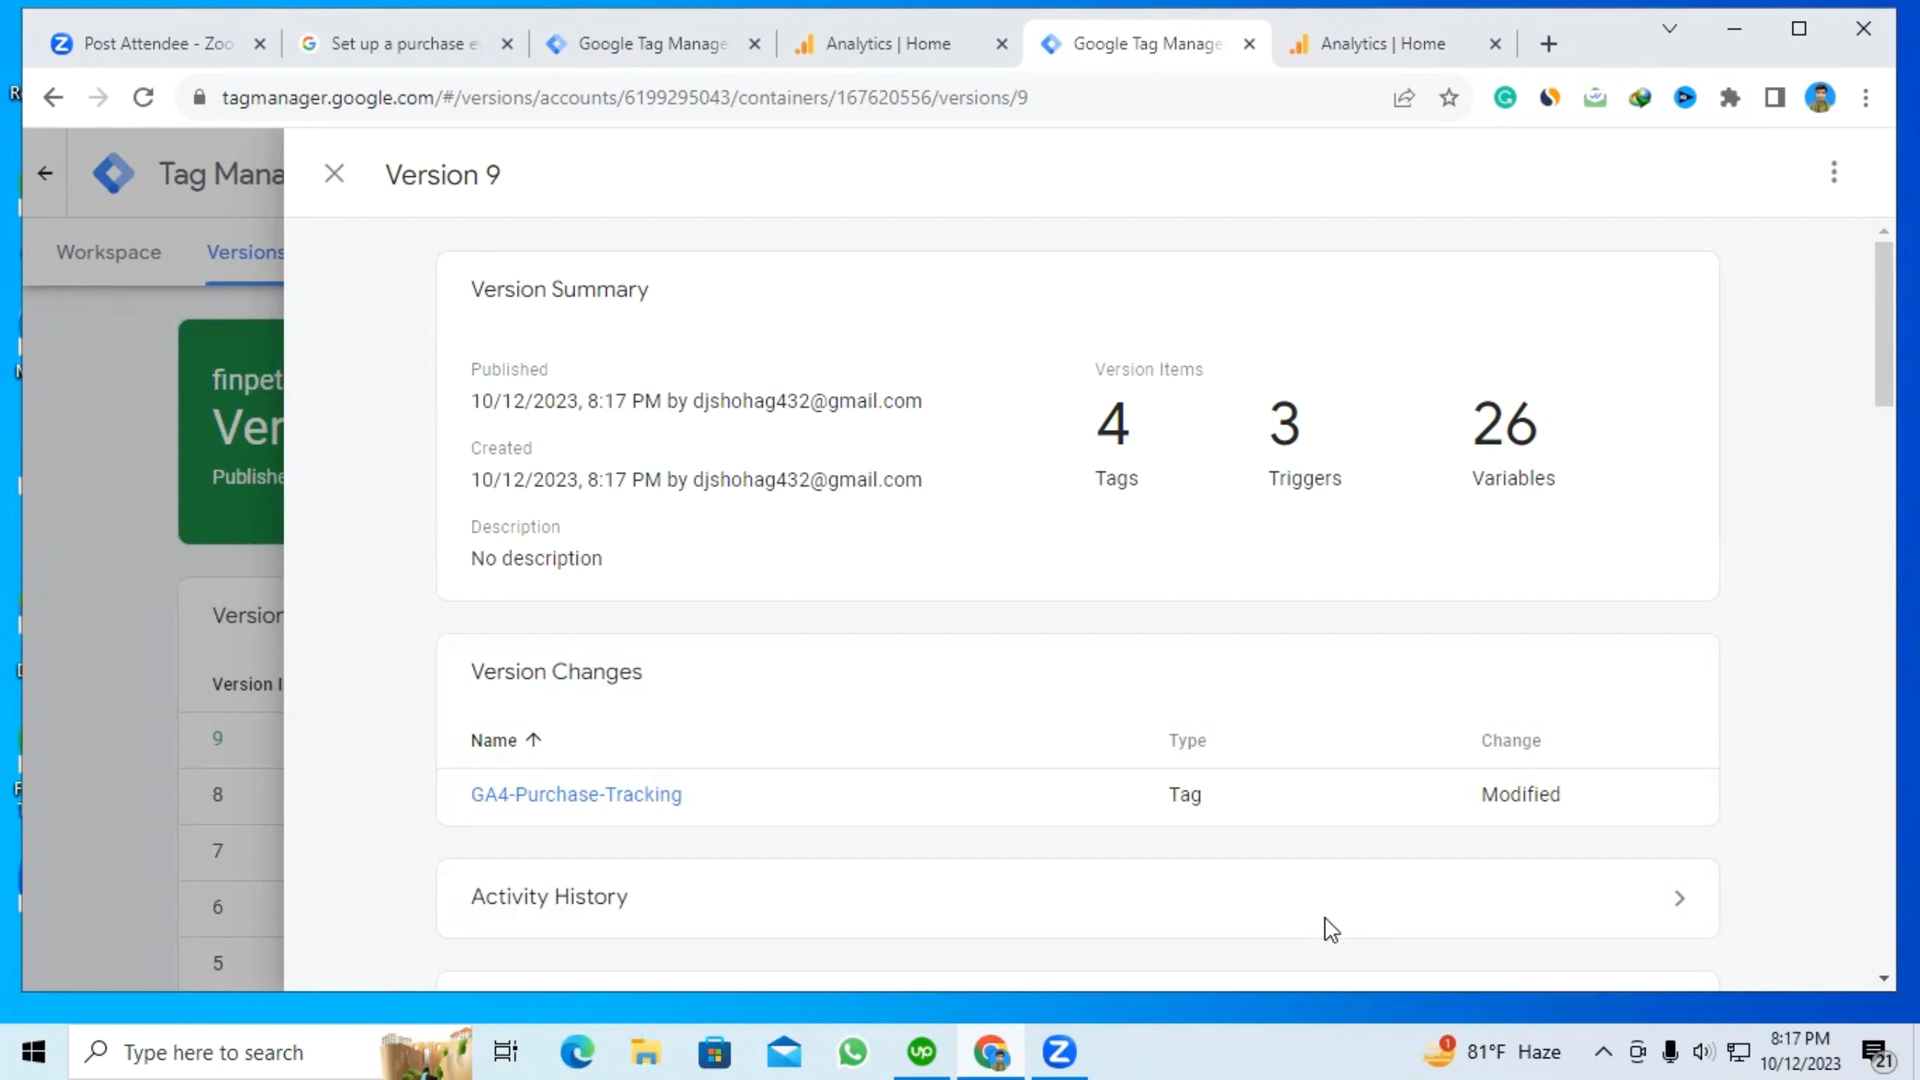 Post Attendee - Zoo
Set up a purchase e
Google Tag Manage
Analytics | Home
Google Tag Manage
Analytics | Home
tagmanager.google.com/#/versions/accounts/6199295043/containers/167620556/versions/9
Tag Mana
Version 9
Workspace
Versions
finpet
Ver
Publishe
Version Summary
Published
10/12/2023, 8:17 PM by djshohag432@gmail.com
Created
10/12/2023, 8:17 PM by djshohag432@gmail.com
Description
No description
Version Items
4 3 26
Tags Triggers Variables
Version
Version I
9
8
7
6
5
Version Changes
Name Type Change
GA4-Purchase-Tracking Tag Modified
Activity History
Type here to search
up
1
81°F Haze
8:17 PM
10/12/2023
21